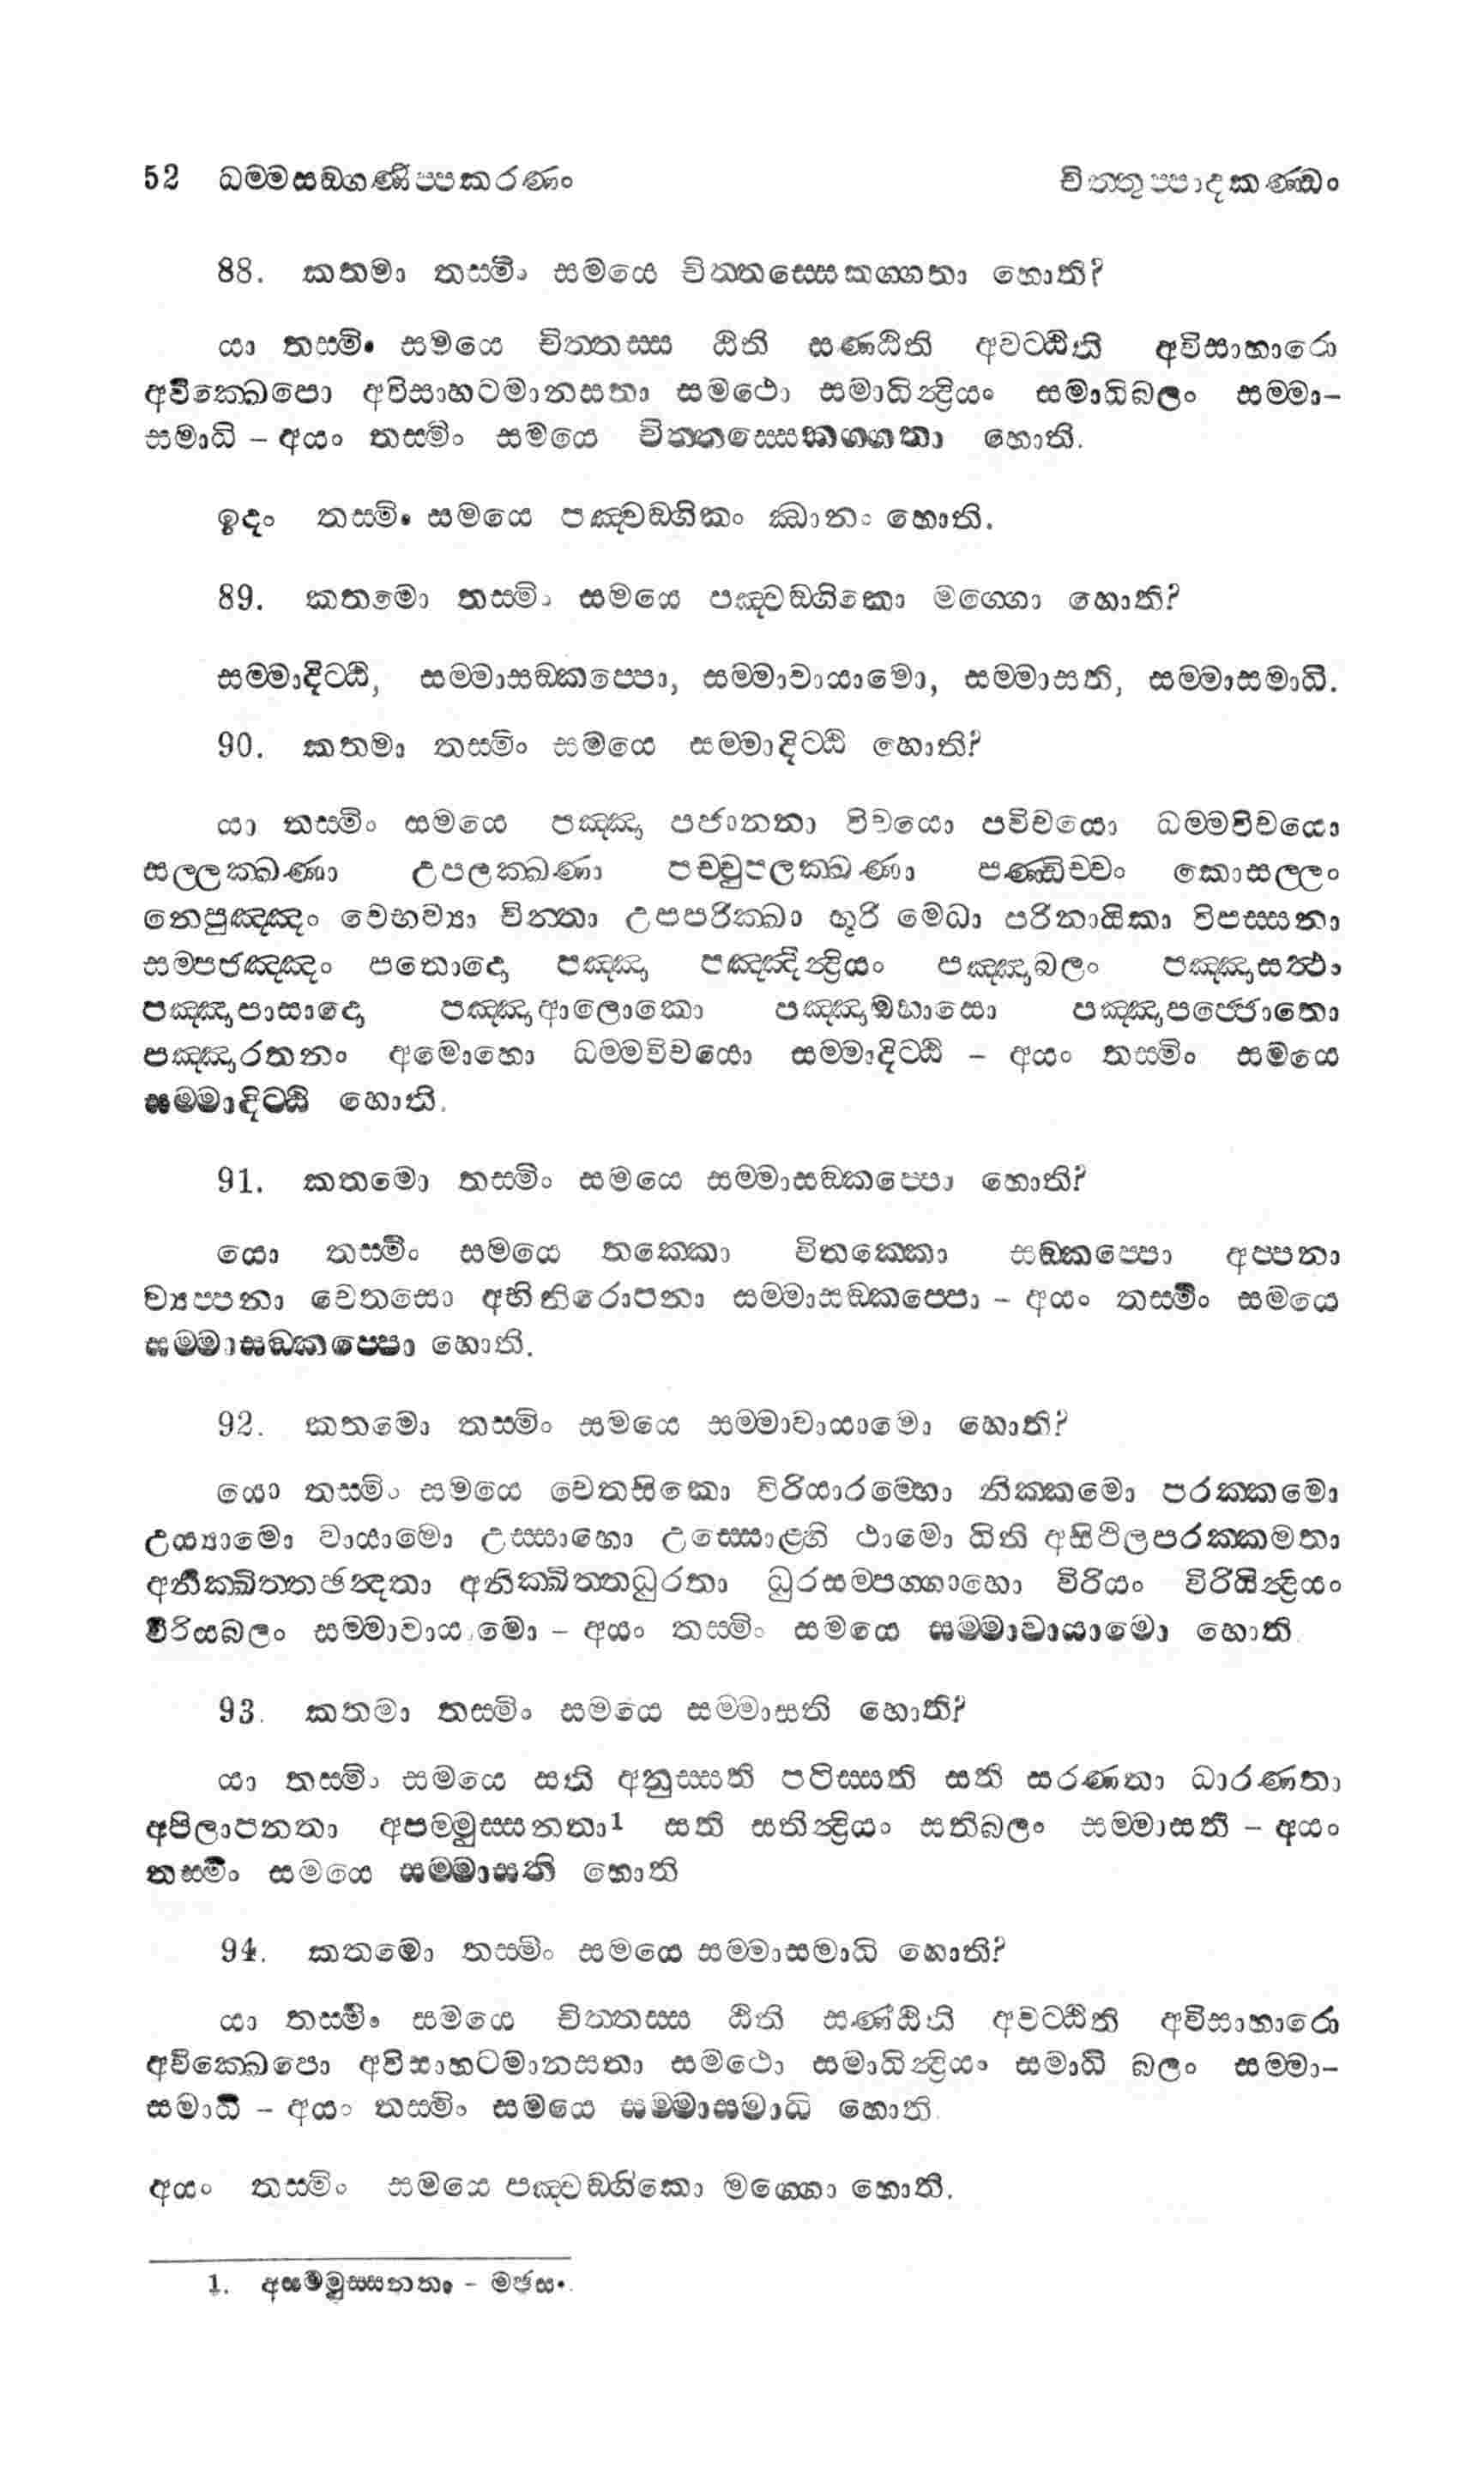 52 ධම්මසඞ්ගණිප්පකරණං චිත්තුප්පාදකණ්ඩං
88. කතමා තස්මිං සමයෙ චිත්තස්සෙකග්ගතා හොති?
යා තස්මිං සමයෙ චිත්තස්ස ඨිති සණ්ඨිති අවට්ඨිති අවිසාහාරො
අවික්ඛෙපො අවිසාහටමානසතා සමථො සමාධින්ද්‍රියං සමාධිබලං සම්මා-
සමාධි – අයං තස්මිං සමයෙ චිත්තස්සෙකග්ගතා හොති.
ඉදං තස්මිං සමයෙ පඤ්චඞ්ගිකං ඣානං හොති.
89. කතමො තස්මිං සමයෙ පඤ්චඞ්ගිකො මග්ගො හොති?
සම්මාදිට්ඨි, සම්මාසඞ්කප්පො, සම්මාවායාමො, සම්මාසති, සම්මාසමාධි.
90. කතමා තස්මිං සමයෙ සම්මාදිට්ඨි හොති?
යා තස්මිං සමයෙ පඤ්ඤා පජානනා විචයො පවිචයො ධම්මවිචයො
සල්ලක්ඛණා උපලක්ඛණා පච්චුපලක්ඛණා පණ්ඩිච්චං කොසල්ලං
නෙපුඤ්ඤං වෙභව්‍යා චින්තා උපපරික්ඛා භූරි මෙධා පරිනායිකා විපස්සනා
සම්පජඤ්ඤං පතොදො පඤ්ඤා පඤ්ඤින්ද්‍රියං පඤ්ඤාබලං පඤ්ඤාසත්ථං
පඤ්ඤාපාසාදො පඤ්ඤාආලොකො පඤ්ඤාඔභාසො පඤ්ඤාපජ්ජොතො
පඤ්ඤාරතනං අමොහො ධම්මවිචයො සම්මාදිට්ඨි – අයං තස්මිං සමයෙ
සම්මාදිට්ඨි හොති.
91. කතමො තස්මිං සමයෙ සම්මාසඞ්කප්පො හොති?
යො තස්මිං සමයෙ තක්කො විතක්කො සඞ්කප්පො අප්පනා
ව්‍යප්පනා චෙතසො අභිනිරොපනා සම්මාසඞ්කප්පො – අයං තස්මිං සමයෙ
සම්මාසඞ්කප්පො හොති.
92. කතමො තස්මිං සමයෙ සම්මාවායාමො හොති?
යො තස්මිං සමයෙ චෙතසිකො විරියාරම්භො නික්කමො පරක්කමො
උය්‍යාමො වායාමො උස්සාහො උස්සොළ්හි ථාමො ඨිති අසිථිලපරක්කමතා
අනික්ඛිත්තඡන්දතා අනික්ඛිත්තධුරතා ධුරසම්පග්ගාහො විරියං විරියින්ද්‍රියං
විරියබලං සම්මාවායාමො – අයං තස්මිං සමයෙ සම්මාවායාමො හොති
93. කතමා තස්මිං සමයෙ සම්මාසති හොති?
යා තස්මිං සමයෙ සති අනුස්සති පටිස්සති සති සරණතා ධාරණතා
අපිලාපනතා අපම්මුස්සනතා¹ සති සතින්ද්‍රියං සතිබලං සම්මාසති – අයං
තස්මිං සමයෙ සම්මාසති හොති
94. කතමො තස්මිං සමයෙ සම්මාසමාධි හොති?
යා තස්මිං සමයෙ චිත්තස්ස ඨිති සණ්ඨිති අවට්ඨිති අවිසාහාරො
අවික්ඛෙපො අවිසාහටමානසතා සමථො සමාධින්ද්‍රියං සමාධි බලං සම්මා-
සමාධි – අයං තස්මිං සමයෙ සම්මාසමාධි හොති.
අයං තස්මිං සමයෙ පඤ්චඞ්ගිකො මග්ගො හොති.
1. අසම්මුස්සනතා – මඡසං.